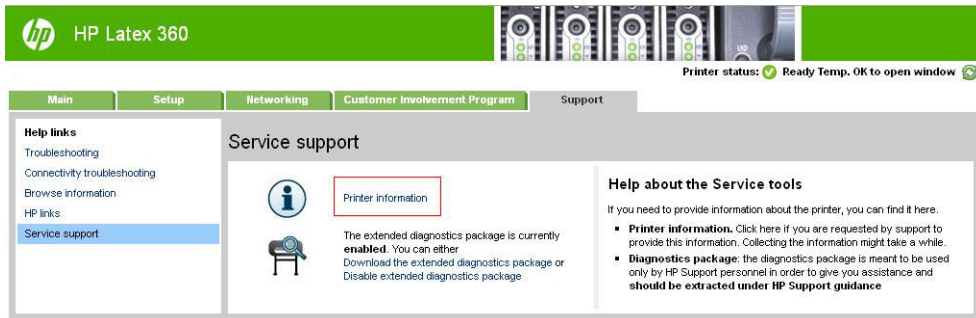 hp HP Latex 360
UID
Printer status: Ready Temp. OK to open window
Main Setup Networking Customer Involvement Program Support
Help links
Troubleshooting
Connectivity troubleshooting
Browse information
HP links
Service support
Service support
Printer information
The extended diagnostics package is currently
enabled. You can either
Download the extended diagnostics package or
Disable extended diagnostics package
Help about the Service tools
If you need to provide information about the printer, you can find it here.
Printer information. Click here if you are requested by support to
provide this information. Collecting the information might take a while.
Diagnostics package: the diagnostics package is meant to be used
only by HP Support personnel in order to give you assistance and
should be extracted under HP Support guidance